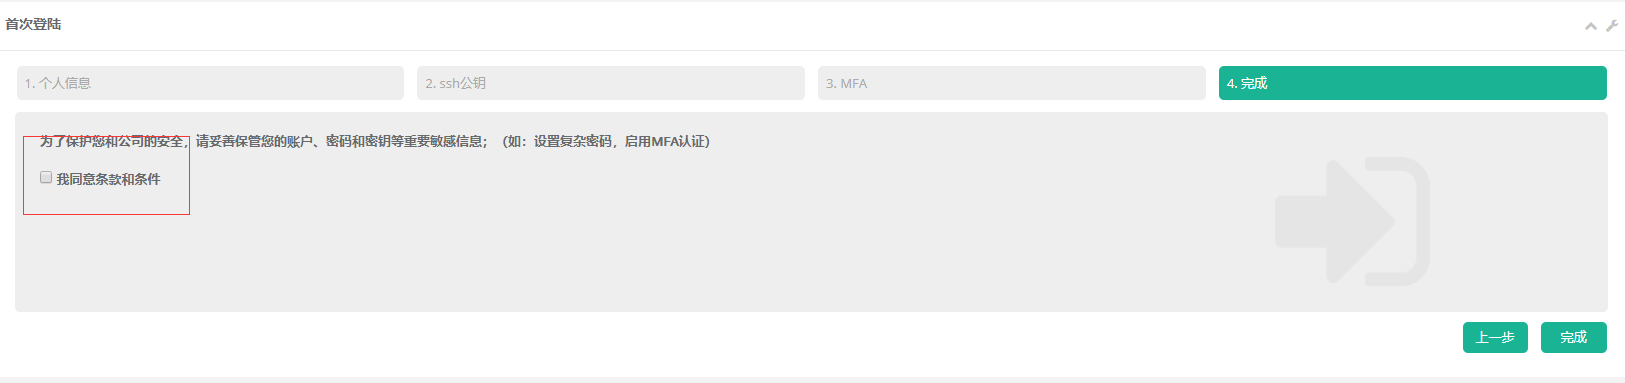 首次登陆
1. 个人信息
2. ssh公钥
3. MFA
4. 完成
为了保护您和公司的安全，请妥善保管您的账户、密码和密钥等重要敏感信息；（如：设置复杂密码，启用MFA认证）
我同意条款和条件
上一步
完成